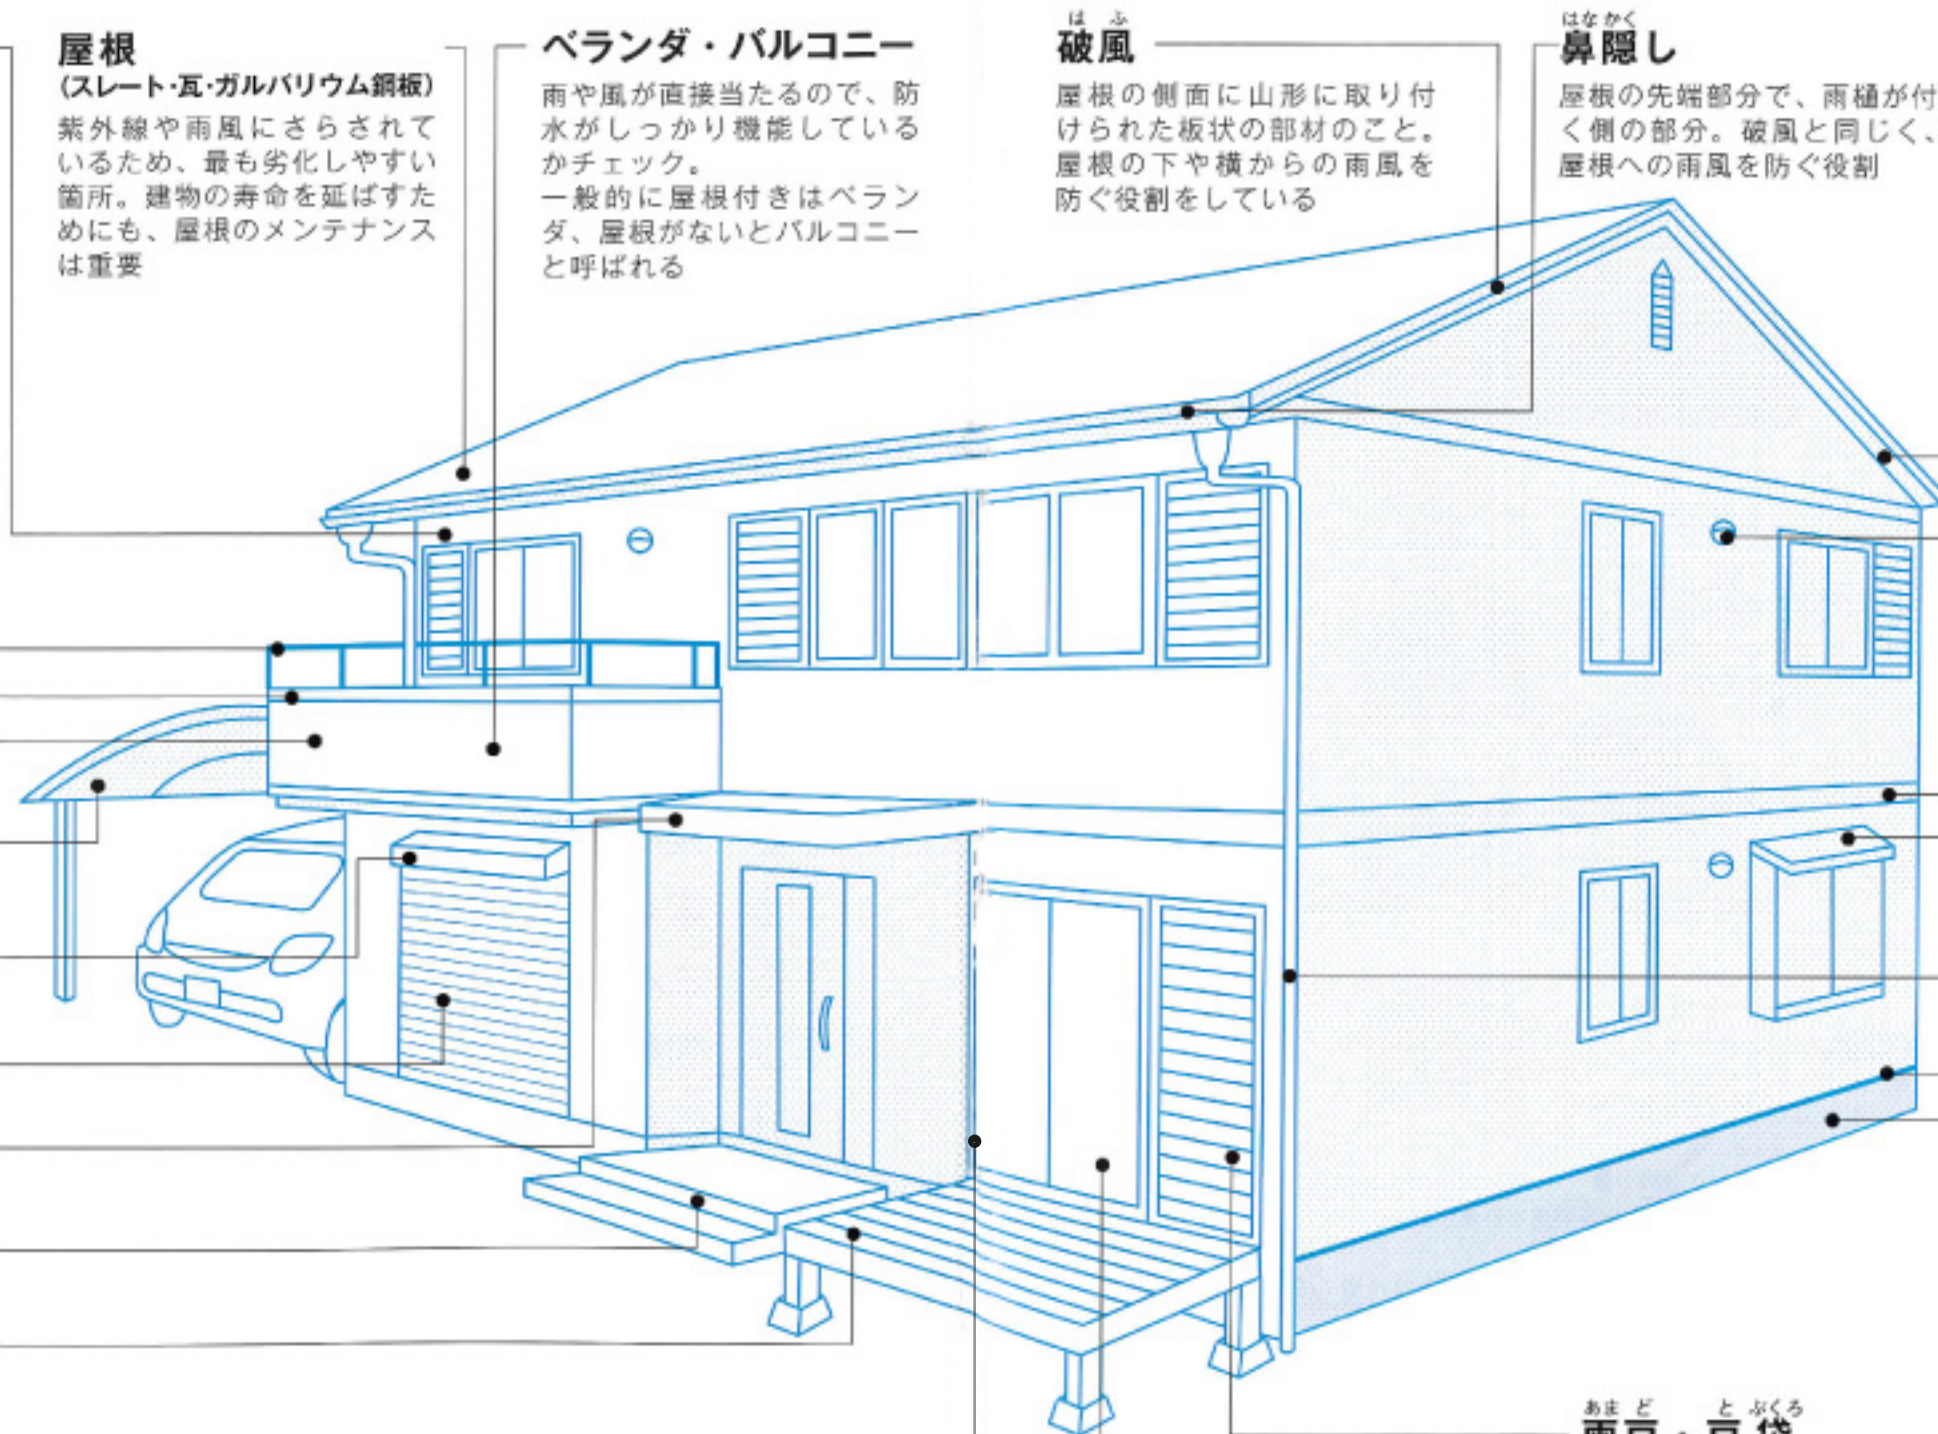 屋根
(スレート・瓦・ガルバリウム鋼板)
紫外線や雨風にさらされて
いるため、最も劣化しやすい
箇所。建物の寿命を延ばすた
めにも、屋根のメンテナンス
は重要
ベランダ・バルコニー
雨や風が直接当たるので、防
水がしっかり機能している
かチェック。
一般的に屋根付きはベラン
ダ、屋根がないとバルコニー
と呼ばれる
はふ
破風
屋根の側面に山形に取り付
けられた板状の部材のこと。
屋根の下や横からの雨風を
防ぐ役割をしている
はなかく
鼻隠し
屋根の先端部分で、雨樋が付
く側の部分。破風と同じく、
屋根への雨風を防ぐ役割
あまど とぶくろ
雨戸・戸袋